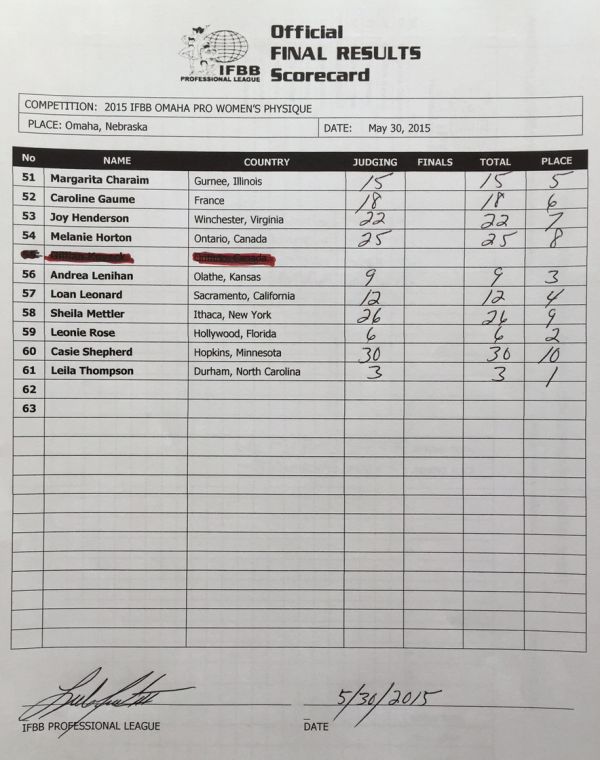 Official
FINAL RESULTS
Scorecard
IFBB
PROFESSIONAL LEAGUE
COMPETITION: 2015 IFBB OMAHA PRO WOMEN'S PHYSIQUE
PLACE: Omaha, Nebraska DATE: May 30, 2015
No NAME COUNTRY JUDGING FINALS TOTAL PLACE
51 Margarita Charaim Gurnee, Illinois 15 15 5
52 Caroline Gaume France 18 18 6
53 Joy Henderson Winchester, Virginia 22 22 7
54 Melanie Horton Ontario, Canada 25 25 8
55 Ontario, Canada
56 Andrea Lenihan Olathe, Kansas 9 9 3
57 Loan Leonard Sacramento, California 12 12 4
58 Sheila Mettler Ithaca, New York 26 26 9
59 Leonie Rose Hollywood, Florida 6 6 2
60 Casie Shepherd Hopkins, Minnesota 30 30 10
61 Leila Thompson Durham, North Carolina 3 3 1
62
63
5/30/2015
IFBB PROFESSIONAL LEAGUE DATE